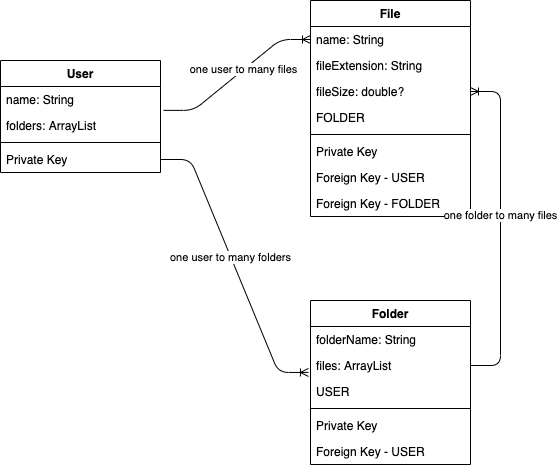 User
name: String
folders: ArrayList
Private Key
one user to many files
one user to many folders
File
name: String
fileExtension: String
fileSize: double?
FOLDER
Private Key
Foreign Key - USER
Foreign Key - FOLDER
one folder to many files
Folder
folderName: String
files: ArrayList
USER
Private Key
Foreign Key - USER